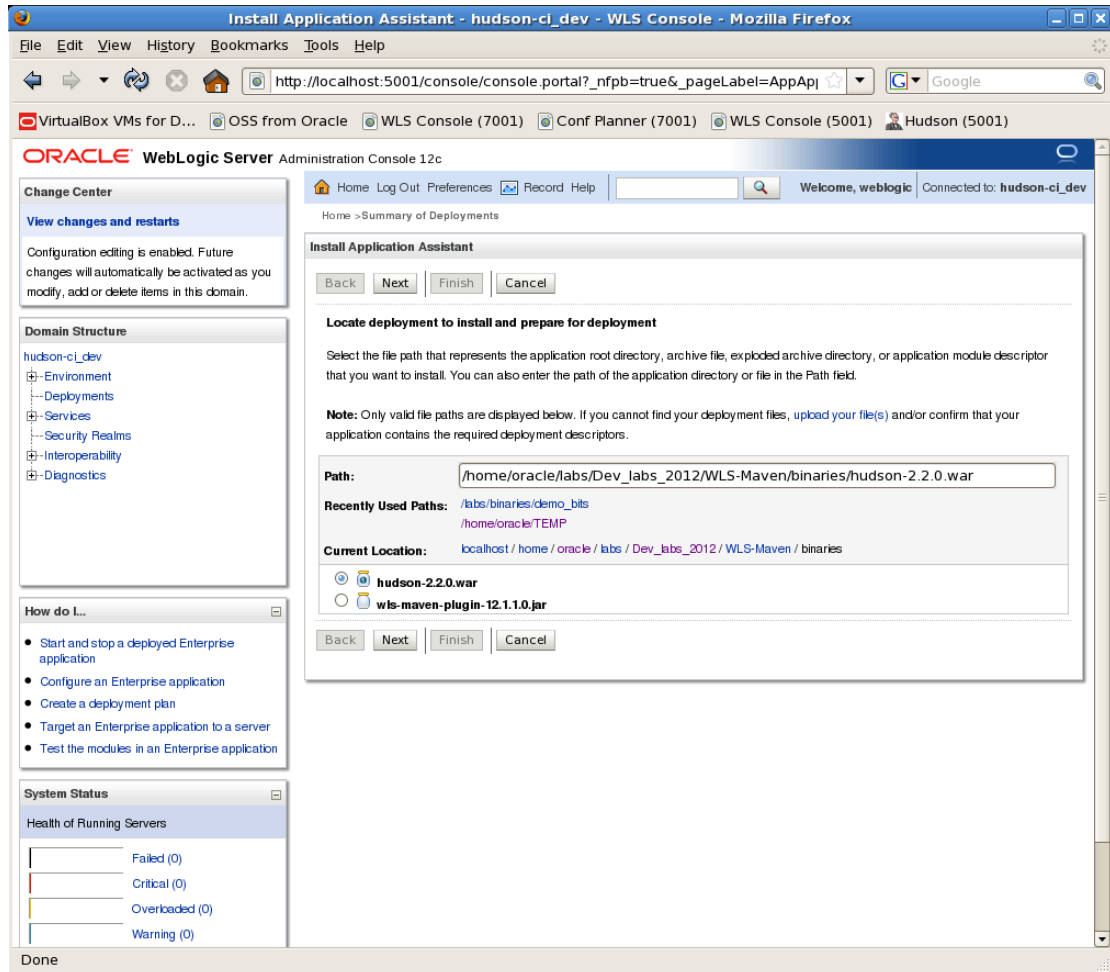 Install Application Assistant - hudson-ci_dev - WLS Console - Mozilla Firefox
File Edit View History Bookmarks Tools Help
http://localhost:5001/console/console.portal?_nfpb=true&_pageLabel=AppAp
G Google
VirtualBox VMs for D... OSS from Oracle WLS Console (7001) Conf Planner (7001) WLS Console (5001) Hudson (5001)
ORACLE WebLogic Server Administration Console 12c
Change Center
View changes and restarts
Configuration editing is enabled. Future
changes will automatically be activated as you
modify, add or delete items in this domain.
Domain Structure
hudson-ci_dev
Environment
Deployments
Services
Security Realms
Interoperability
Diagnostics
How do I...
Start and stop a deployed Enterprise
application
Configure an Enterprise application
Create a deployment plan
Target an Enterprise application to a server
Test the modules in an Enterprise application
System Status
Health of Running Servers
Failed (0)
Critical (0)
Overloaded (0)
Warning (0)
Home Log Out Preferences Record Help
Welcome, weblogic Connected to: hudson-ci_dev
Home >Summary of Deployments
Install Application Assistant
Back Next Finish Cancel
Locate deployment to install and prepare for deployment
Select the file path that represents the application root directory, archive file, exploded archive directory, or application module descriptor
that you want to install. You can also enter the path of the application directory or file in the Path field.
Note: Only valid file paths are displayed below. If you cannot find your deployment files, upload your file(s) and/or confirm that your
application contains the required deployment descriptors.
Path: /home/oracle/labs/Dev_labs_2012/WLS-Maven/binaries/hudson-2.2.0.war
Recently Used Paths: /labs/binaries/demo_bits
/home/oracle/TEMP
Current Location: localhost / home / oracle / labs / Dev_labs_2012 / WLS-Maven / binaries
hudson-2.2.0.war
wls-maven-plugin-12.1.1.0.jar
Back Next Finish Cancel
Done